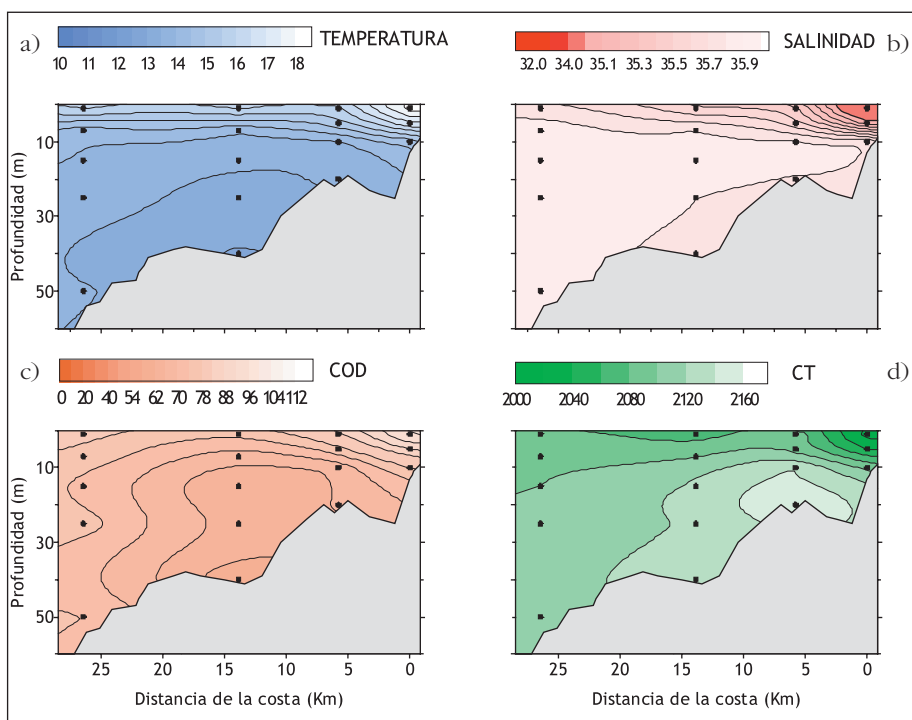 a)
TEMPERATURA
10 11 12 13 14 15 16 17 18
SALINIDAD
b)
32.0 34.0 35.1 35.3 35.5 35.7 35.9
Profundidad (m)
10
30
50
c)
COD
0 20 40 54 62 70 78 88 96 104 112
CT
d)
2000 2040 2080 2120 2160
Profundidad (m)
10
30
50
25 20 15 10 5 0
Distancia de la costa (Km)
25 20 15 10 5 0
Distancia de la costa (Km)